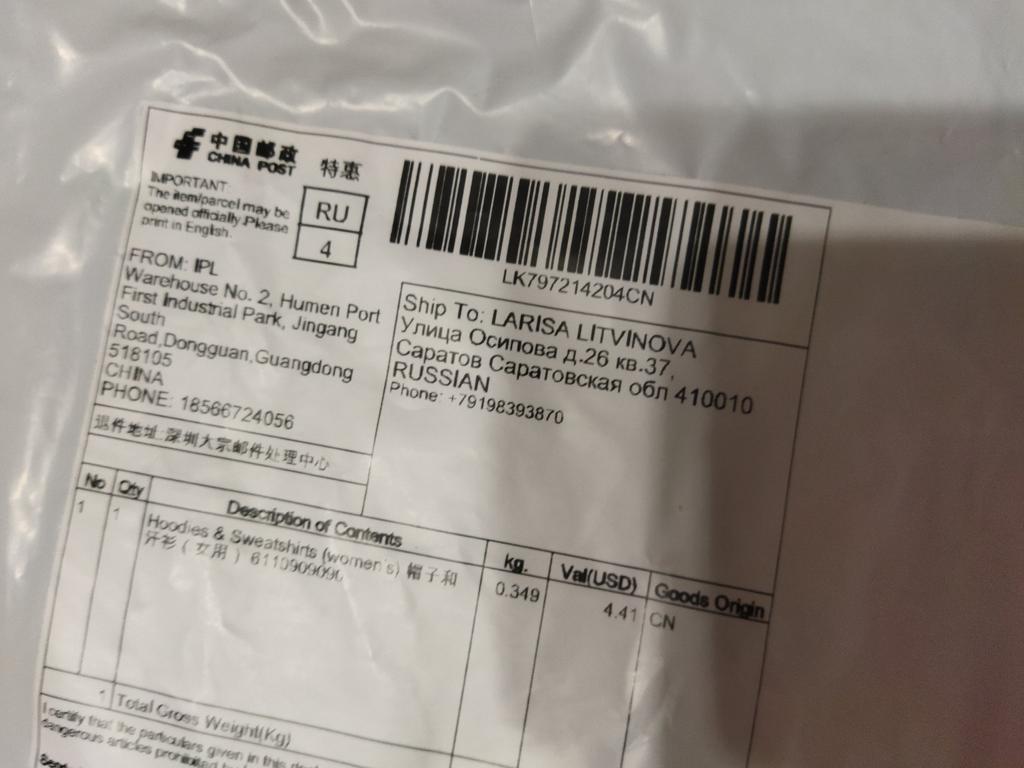 中国邮政
CHINA POST
特惠
IMPORTANT:
The item/parcel may be
opened officially.Please
print in English.
RU
4
LK797214204CN
FROM: IPL
Warehouse No. 2, Humen Port
First Industrial Park, Jingang
South
Road,Dongguan,Guangdong
518105
CHINA
PHONE: 18566724056
Ship To: LARISA LITVINOVA
Улица Осипова д.26 кв.37,
Саратов Саратовская обл 410010
RUSSIAN
Phone: +79198393870
退件地址:深圳大宗邮件处理中心
No Qty Description of Contents kg. Val(USD) Goods Origin
1 1 Hoodies & Sweatshirts (women's) 帽子和 0.349 4.41 CN
汗衫（女用）6110909090
1 Total Gross Weight(Kg)
I certify that the particulars given in this
dangerous articles prohibited